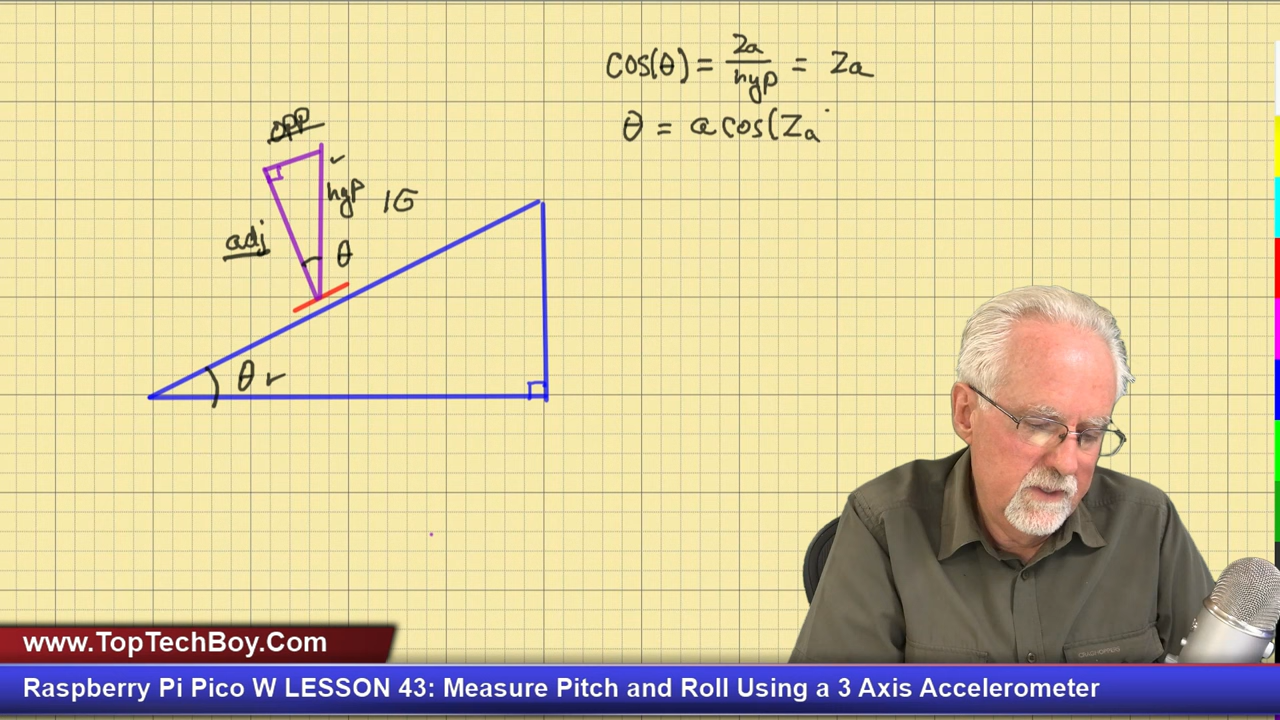 Cos(θ) = Za/hyp = Za
θ = acos(Za
OPP
hyp 1G
adj
θ
θ
www.TopTechBoy.Com
Raspberry Pi Pico W LESSON 43: Measure Pitch and Roll Using a 3 Axis Accelerometer